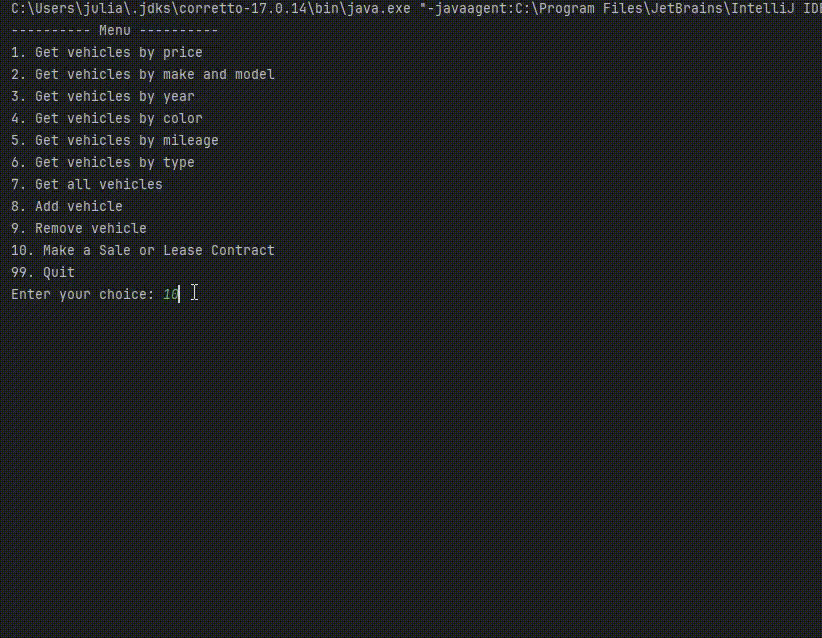 C:\Users\julia\.jdks\corretto-17.0.14\bin\java.exe "-javaagent:C:\Program Files\JetBrains\IntelliJ IDE
---------- Menu ----------
1. Get vehicles by price
2. Get vehicles by make and model
3. Get vehicles by year
4. Get vehicles by color
5. Get vehicles by mileage
6. Get vehicles by type
7. Get all vehicles
8. Add vehicle
9. Remove vehicle
10. Make a Sale or Lease Contract
99. Quit
Enter your choice: 10